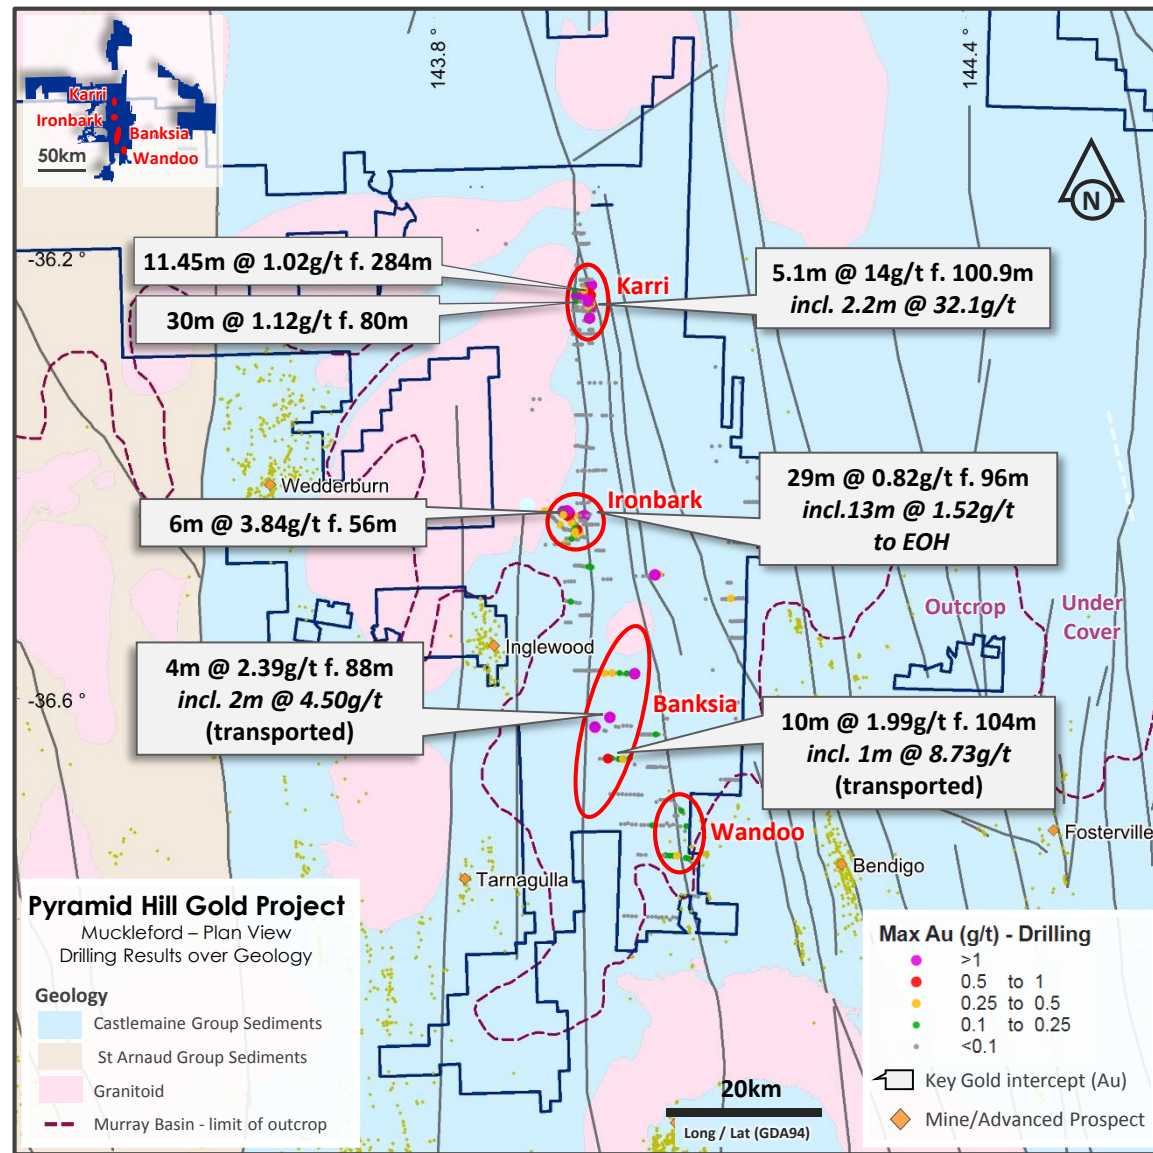 143.8 °
144.4 °
Karri
Ironbark
Banksia
Wandoo
50km
N
-36.2 °
11.45m @ 1.02g/t f. 284m
30m @ 1.12g/t f. 80m
Karri
5.1m @ 14g/t f. 100.9m
incl. 2.2m @ 32.1g/t
Wedderburn
Ironbark
6m @ 3.84g/t f. 56m
29m @ 0.82g/t f. 96m
incl.13m @ 1.52g/t
to EOH
Outcrop
Under
Cover
Inglewood
-36.6 °
4m @ 2.39g/t f. 88m
incl. 2m @ 4.50g/t
(transported)
Banksia
10m @ 1.99g/t f. 104m
incl. 1m @ 8.73g/t
(transported)
Wandoo
Fosterville
Bendigo
Tarnagulla
Pyramid Hill Gold Project
Muckleford – Plan View
Drilling Results over Geology
Geology
Castlemaine Group Sediments
St Arnaud Group Sediments
Granitoid
Murray Basin - limit of outcrop
20km
Long / Lat (GDA94)
Max Au (g/t) - Drilling
>1
0.5 to 1
0.25 to 0.5
0.1 to 0.25
<0.1
Key Gold intercept (Au)
Mine/Advanced Prospect